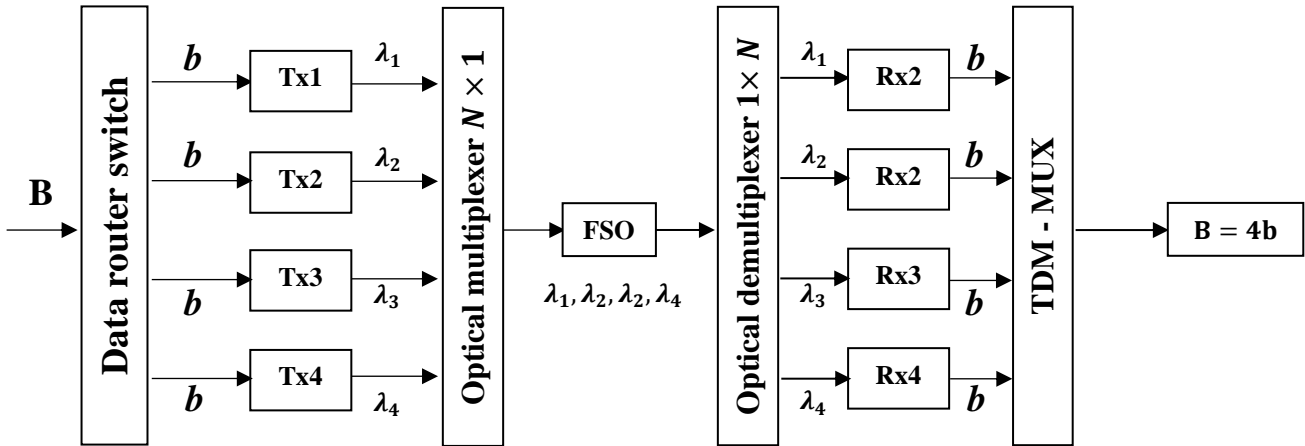 B
Data router switch
b
Tx1
λ₁
b
Tx2
λ₂
b
Tx3
λ₃
b
Tx4
λ₄
Optical multiplexer N × 1
FSO
λ₁, λ₂, λ₂, λ₄
Optical demultiplexer 1× N
λ₁
Rx2
b
λ₂
Rx2
b
λ₃
Rx3
b
λ₄
Rx4
b
TDM - MUX
B = 4b